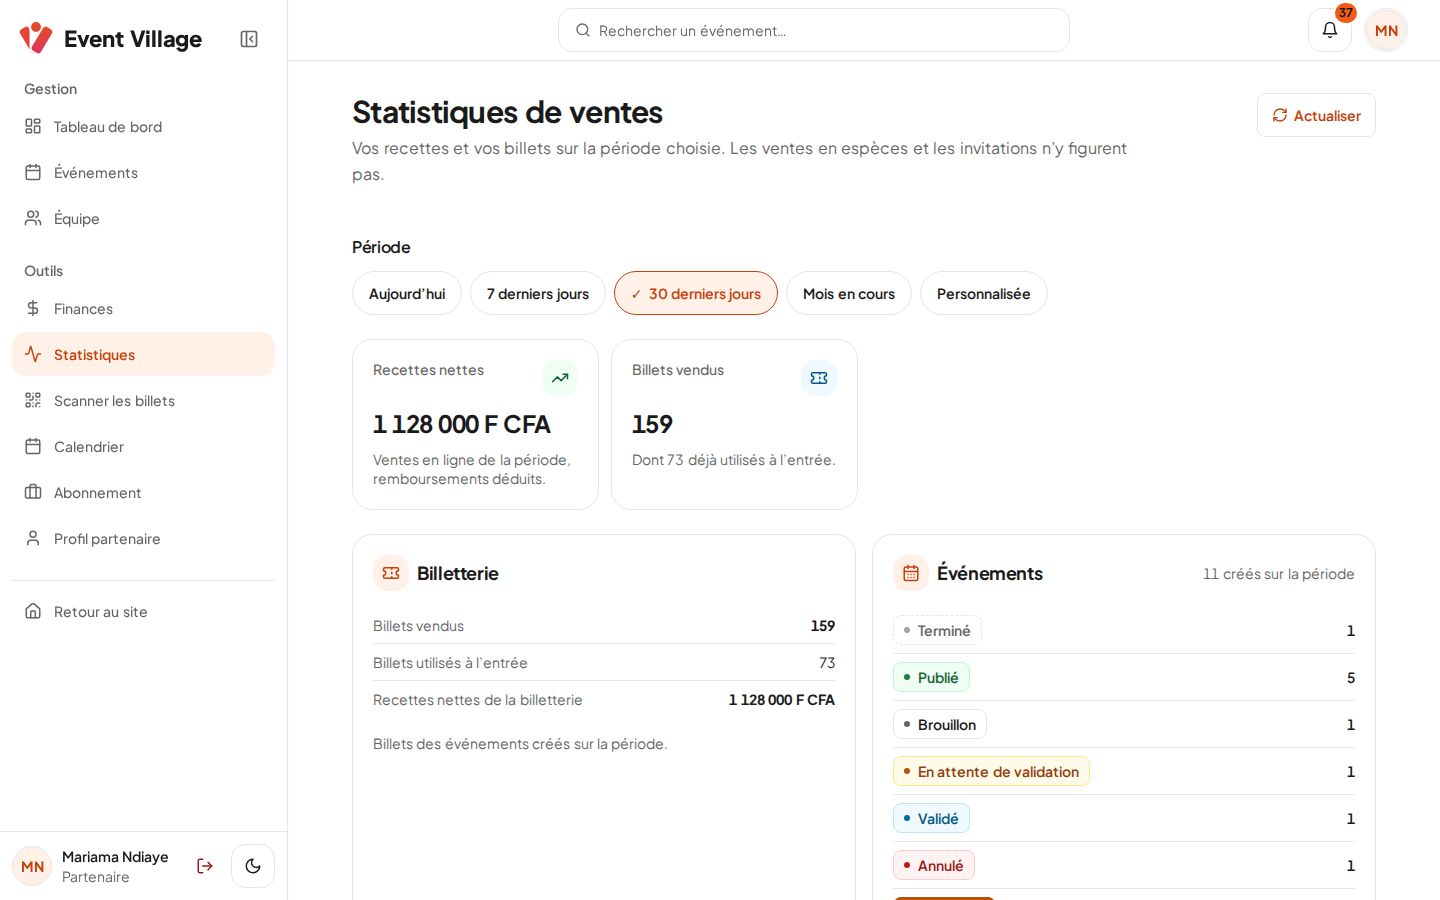 Event Village
Rechercher un événement…
37
MN
Gestion
Tableau de bord
Événements
Équipe
Outils
Finances
Statistiques
Scanner les billets
Calendrier
Abonnement
Profil partenaire
Retour au site
MN
Mariama Ndiaye
Partenaire
Statistiques de ventes
Actualiser
Vos recettes et vos billets sur la période choisie. Les ventes en espèces et les invitations n’y figurent
pas.
Période
Aujourd’hui
7 derniers jours
✓ 30 derniers jours
Mois en cours
Personnalisée
Recettes nettes
1 128 000 F CFA
Ventes en ligne de la période,
remboursements déduits.
Billets vendus
159
Dont 73 déjà utilisés à l’entrée.
Billetterie
Billets vendus 159
Billets utilisés à l’entrée 73
Recettes nettes de la billetterie 1 128 000 F CFA
Billets des événements créés sur la période.
Événements 11 créés sur la période
Terminé 1
Publié 5
Brouillon 1
En attente de validation 1
Validé 1
Annulé 1